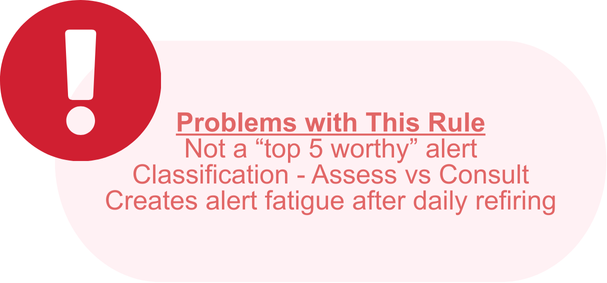 Problems with This Rule
Not a “top 5 worthy” alert
Classification - Assess vs Consult
Creates alert fatigue after daily refiring